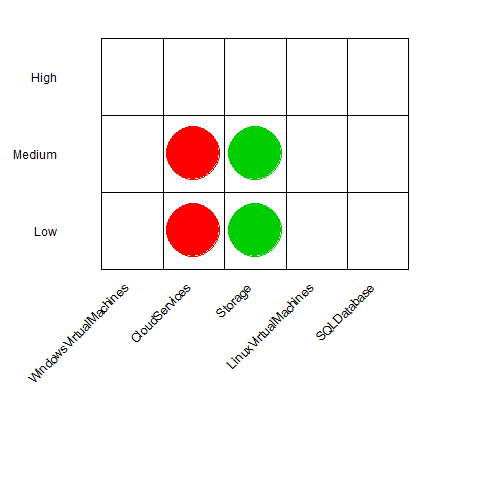 High
Medium
Low
WindowsVirtualMachines
CloudServices
Storage
LinuxVirtualMachines
SQLDatabase